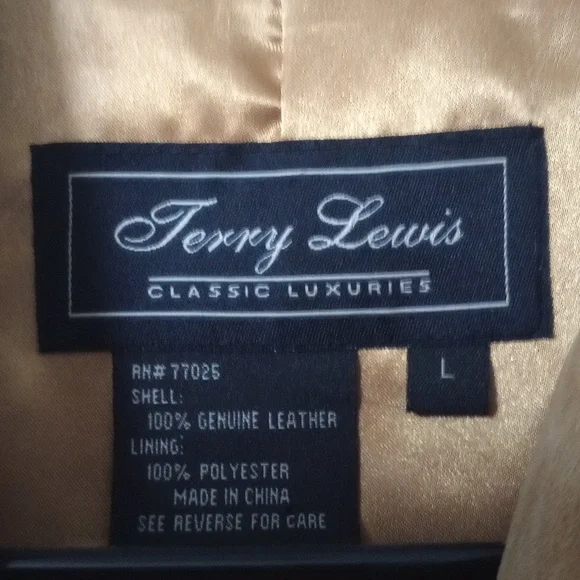 Terry Lewis
CLASSIC LUXURIES
L
RN# 77025
SHELL:
100% GENUINE LEATHER
LINING:
100% POLYESTER
MADE IN CHINA
SEE REVERSE FOR CARE